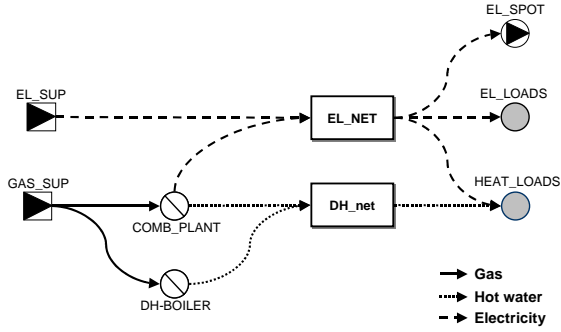 EL_SPOT
EL_SUP
EL_NET
EL_LOADS
GAS_SUP
HEAT_LOADS
DH_net
COMB_PLANT
DH-BOILER
Gas
Hot water
Electricity